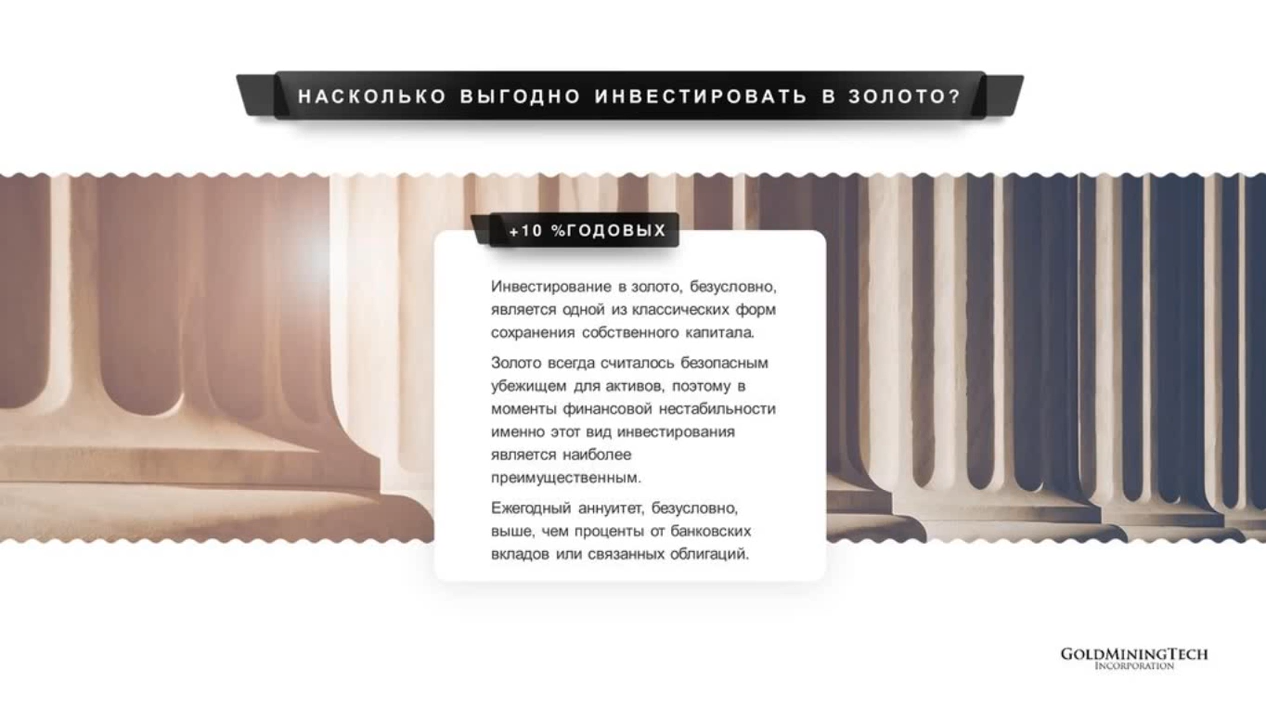 НАСКОЛЬКО ВЫГОДНО ИНВЕСТИРОВАТЬ В ЗОЛОТО?
+10 %ГОДОВЫХ
Инвестирование в золото, безусловно,
является одной из классических форм
сохранения собственного капитала.
Золото всегда считалось безопасным
убежищем для активов, поэтому в
моменты финансовой нестабильности
именно этот вид инвестирования
является наиболее
преимущественным.
Ежегодный аннуитет, безусловно,
выше, чем проценты от банковских
вкладов или связанных облигаций.
GOLDMININGTECH
INCORPORATION